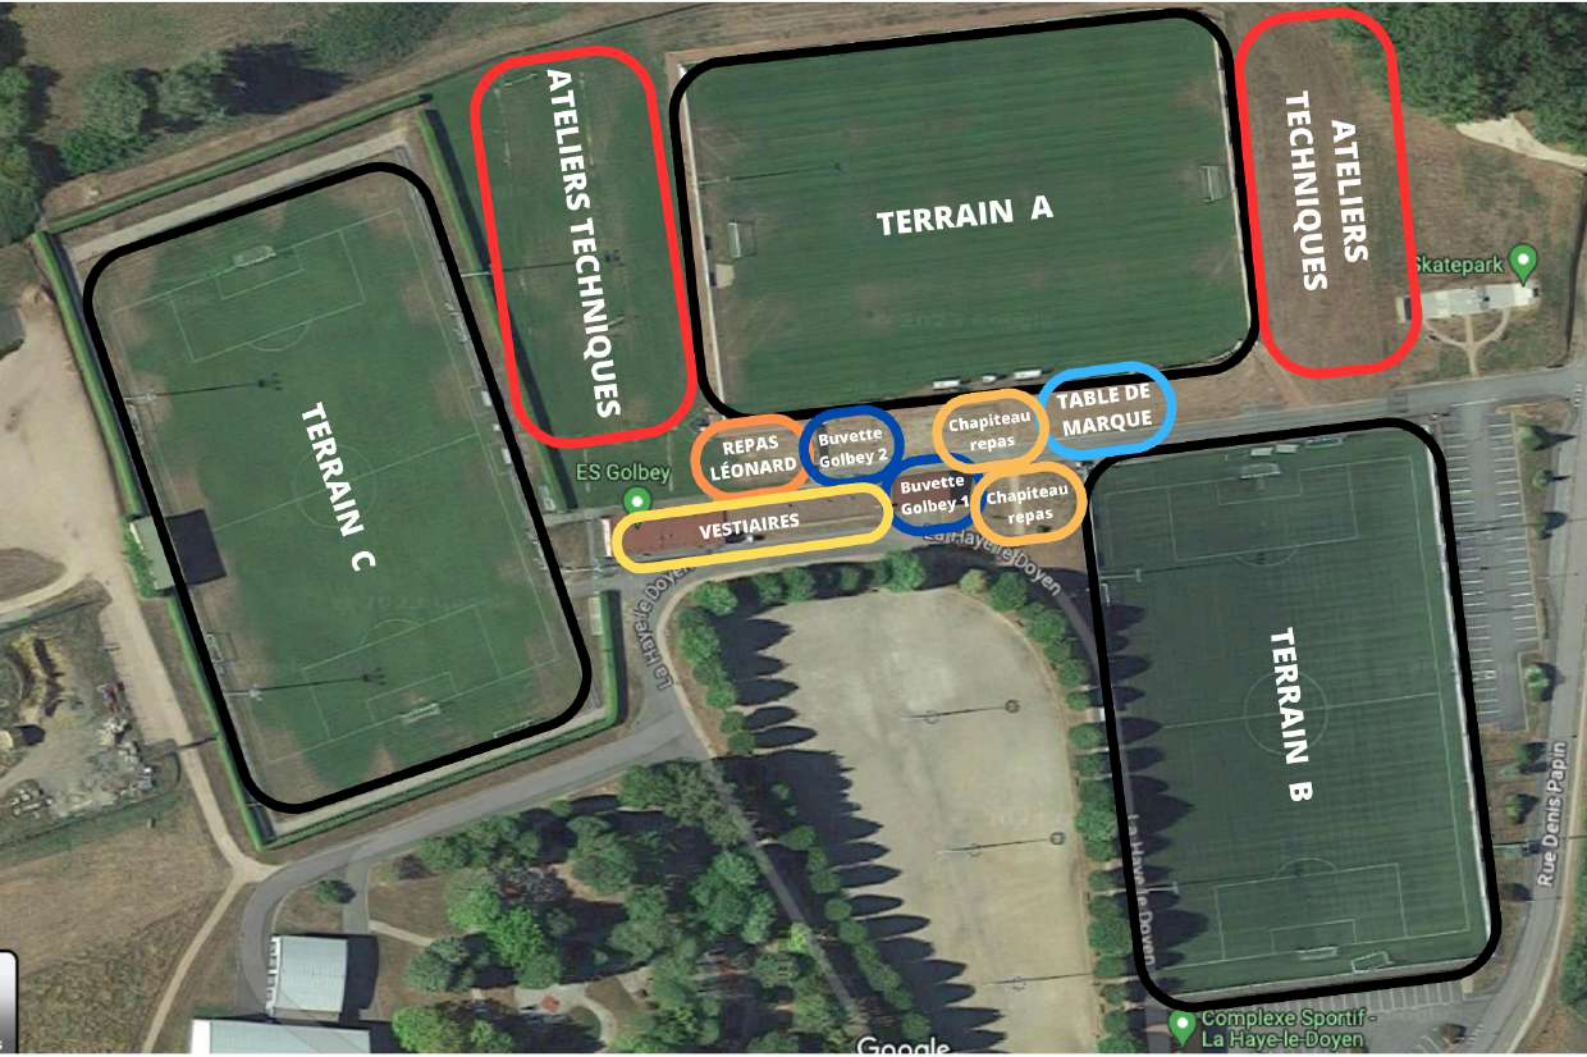 ATELIERS TECHNIQUES
TERRAIN A
ATELIERS
TECHNIQUES
Skatepark
TERRAIN C
TABLE DE
MARQUE
Chapiteau
repas
Buvette
Golbey 2
REPAS
LÉONARD
ES Golbey
Buvette
Golbey 1
Chapiteau
repas
VESTIAIRES
La Haye-le-Doyen
La Haye-le-Doyen
TERRAIN B
La Haye-le-Doyen
Rue Denis Papin
Complexe Sportif -
La Haye-le-Doyen
Google